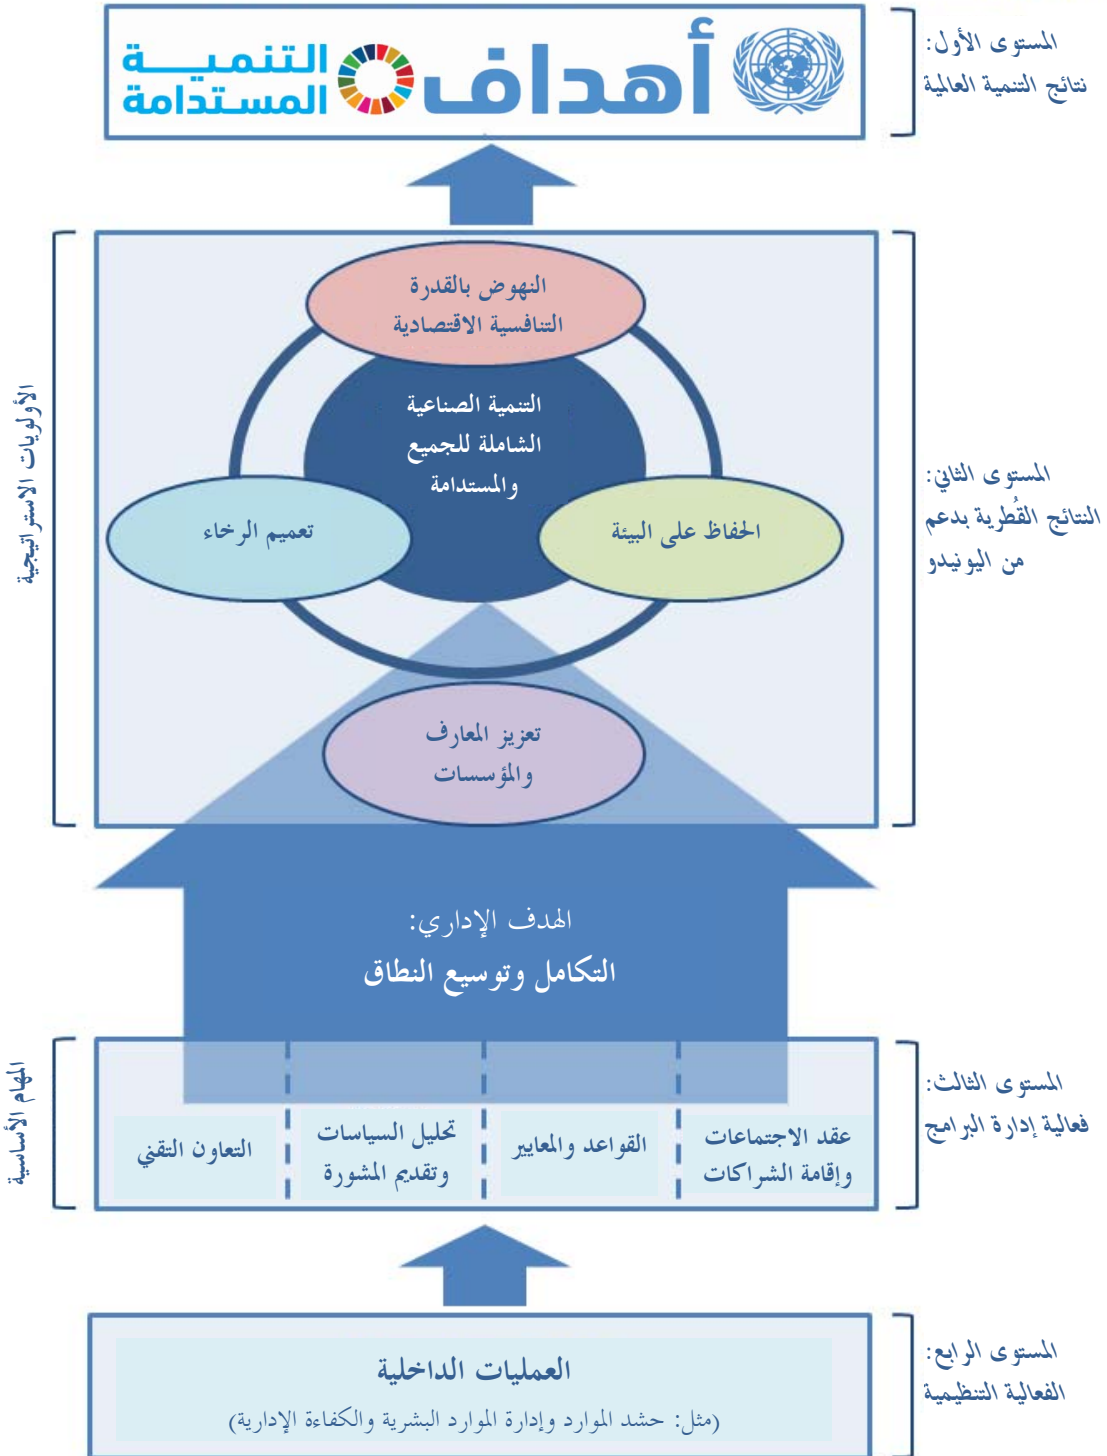 المستوى الأول:
نتائج التنمية العالمية
أهداف
التنميـــة
المستدامة
الأولويات الاستراتيجية
المستوى الثاني:
النتائج القُطرية بدعم
من اليونيدو
النهوض بالقدرة
التنافسية الاقتصادية
التنمية الصناعية
الشاملة للجميع
والمستدامة
الحفاظ على البيئة
تعميم الرخاء
تعزيز المعارف
والمؤسسات
الهدف الإداري:
التكامل وتوسيع النطاق
المهام الأساسية
المستوى الثالث:
فعالية إدارة البرامج
عقد الاجتماعات
وإقامة الشراكات
القواعد والمعايير
تحليل السياسات
وتقديم المشورة
التعاون التقني
المستوى الرابع:
الفعالية التنظيمية
العمليات الداخلية
(مثل: حشد الموارد وإدارة الموارد البشرية والكفاءة الإدارية)